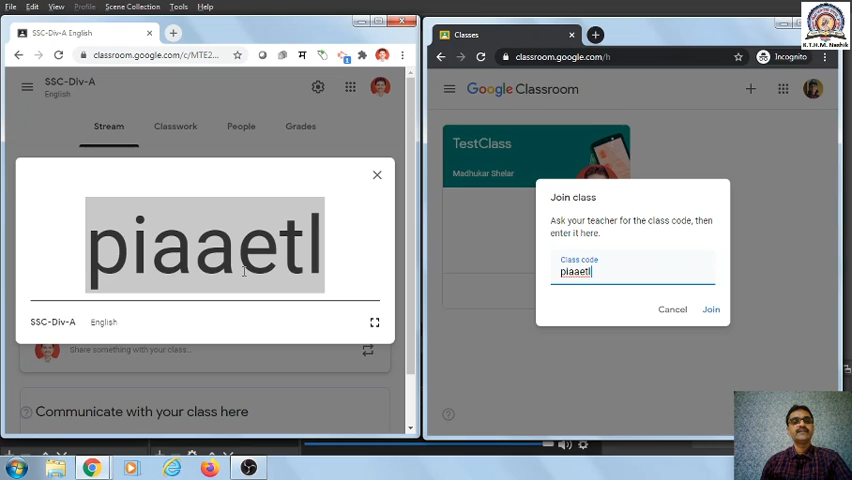 Edit View Profile Scene Collection Tools Help
SSC-Div-A English
classroom.google.com/c/MTE2...
SSC-Div-A
English
Stream Classwork People Grades
piaaetl
SSC-Div-A English
Share something with your class...
Communicate with your class here
Classes
classroom.google.com/h
Incognito
Google Classroom
TestClass
Madhukar Shelar
Join class
Ask your teacher for the class code, then
enter it here.
Class code
piaaetl
Cancel Join
K.T.H.M. Nashik